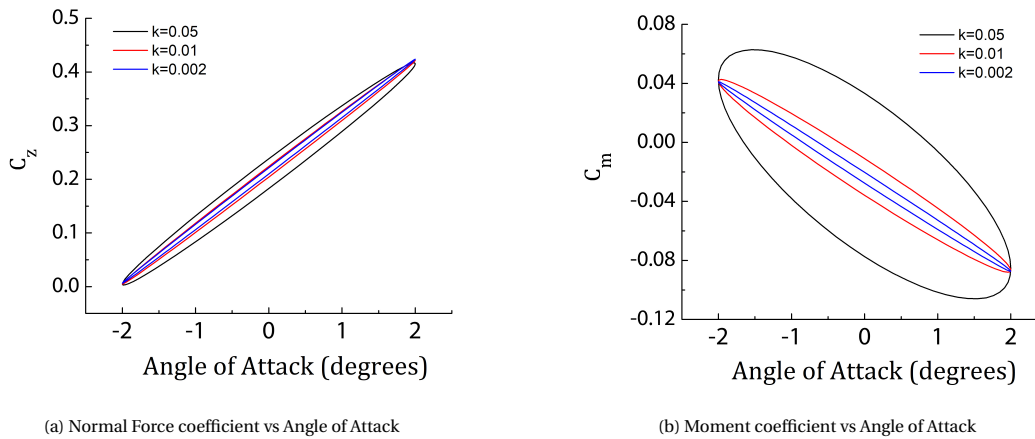 0.5
0.4
0.3
0.2
0.1
0.0
C_z
k=0.05
k=0.01
k=0.002
-2 -1 0 1 2
Angle of Attack (degrees)
(a) Normal Force coefficient vs Angle of Attack
0.08
0.04
0.00
-0.04
-0.08
-0.12
C_m
k=0.05
k=0.01
k=0.002
-2 -1 0 1 2
Angle of Attack (degrees)
(b) Moment coefficient vs Angle of Attack